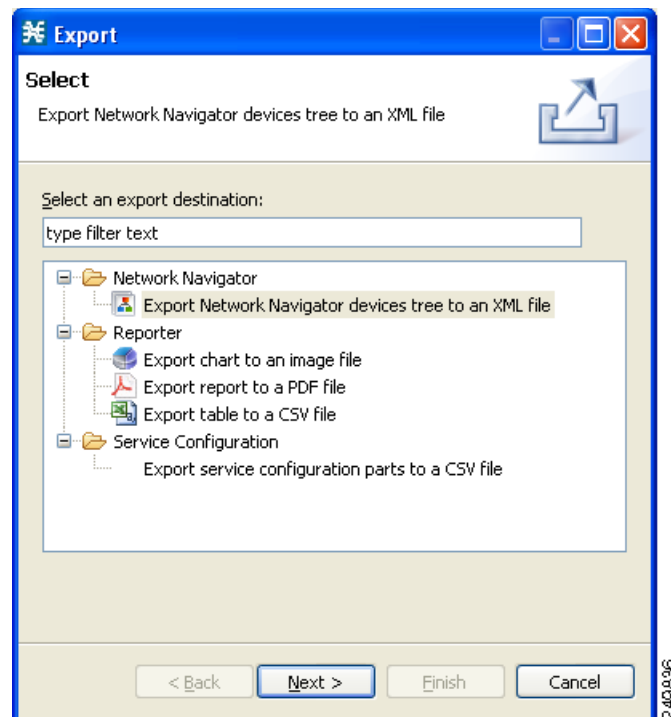 Export
Select
Export Network Navigator devices tree to an XML file
Select an export destination:
type filter text
Network Navigator
Export Network Navigator devices tree to an XML file
Reporter
Export chart to an image file
Export report to a PDF file
Export table to a CSV file
Service Configuration
Export service configuration parts to a CSV file
< Back
Next >
Finish
Cancel